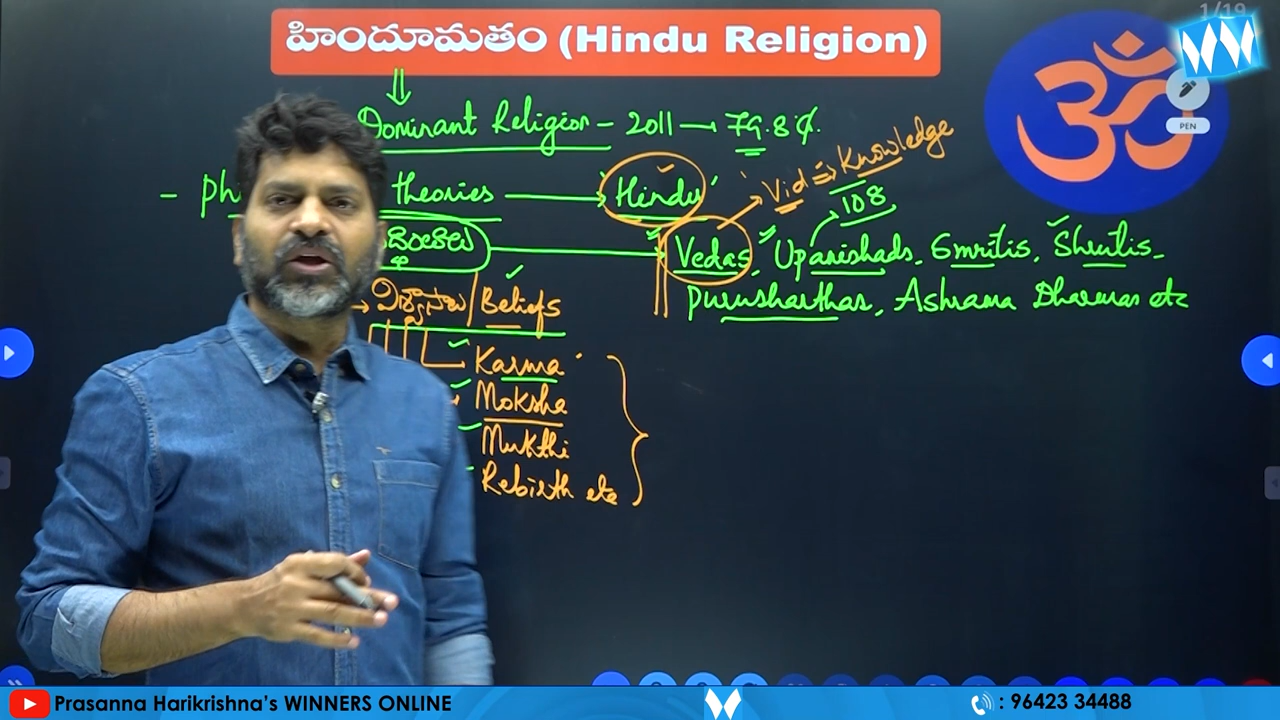 1/19
హిందూమతం (Hindu Religion)
PEN
Dominant Religion - 2011 → 79.8%.
Vid ⇒ Knowledge
108
- Ph theories → 'Hindu'
Vedas, Upanishads, Smritis, Shrutis -
Purusharthas, Ashrama Dharmas etc
→ విశ్వాసాలు/Beliefs
Karma
Moksha
Mukthi
Rebirth etc
Prasanna Harikrishna's WINNERS ONLINE
: 96423 34488